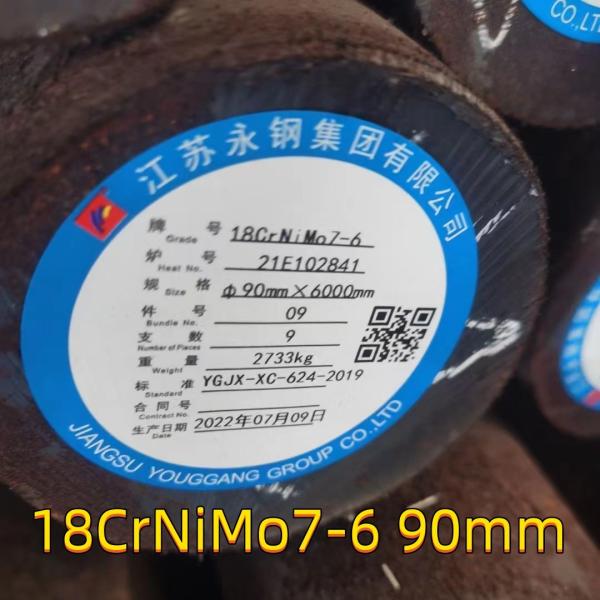 CO.,LTD
江苏永钢集团有限公司
牌 号 18CrNiMo7-6
Grade
炉 号 21E102841
Heat No.
规 格 φ90mm×6000mm
Size
件 号 09
Bundle No.
支 数 9
Number of Pieces
重 量 2733kg
Weight
标 准 YGJX-XC-624-2019
Standard
合同号
Contract No.
生产日期 2022年07月09日
Date
JIANGSU YOUGGANG GROUP CO.,LTD
18CrNiMo7-6 90mm